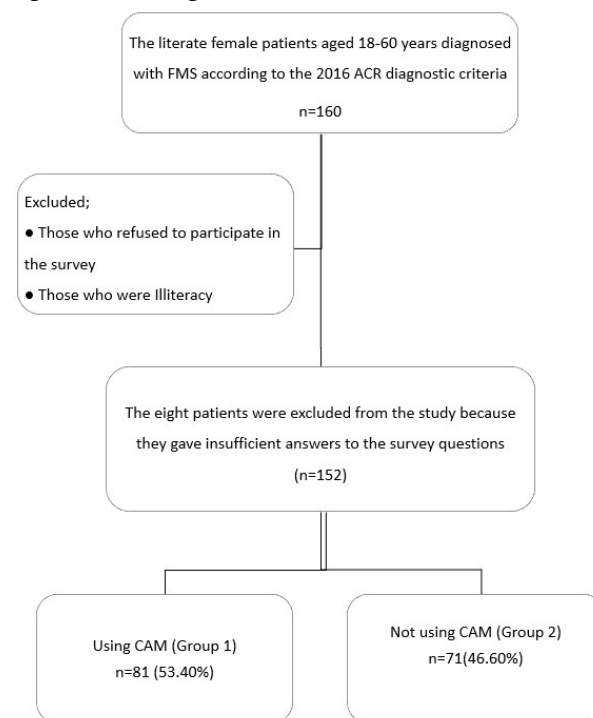 The literate female patients aged 18-60 years diagnosed
with FMS according to the 2016 ACR diagnostic criteria
n=160
Excluded;
● Those who refused to participate in
the survey
● Those who were Illiteracy
The eight patients were excluded from the study because
they gave insufficient answers to the survey questions
(n=152)
Using CAM (Group 1)
n=81 (53.40%)
Not using CAM (Group 2)
n=71(46.60%)